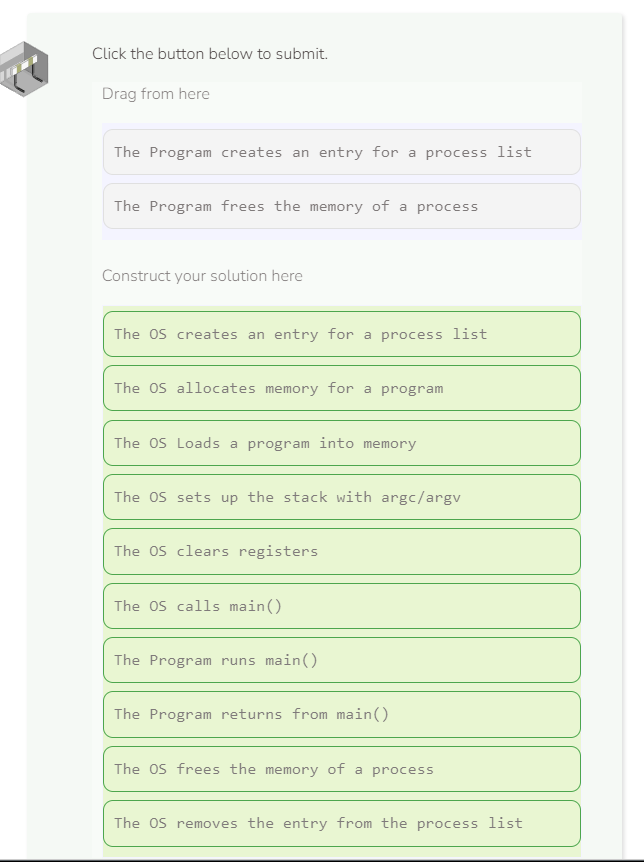 Click the button below to submit.
Drag from here
The Program creates an entry for a process list
The Program frees the memory of a process
Construct your solution here
The OS creates an entry for a process list
The OS allocates memory for a program
The OS Loads a program into memory
The OS sets up the stack with argc/argv
The OS clears registers
The OS calls main()
The Program runs main()
The Program returns from main()
The OS frees the memory of a process
The OS removes the entry from the process list